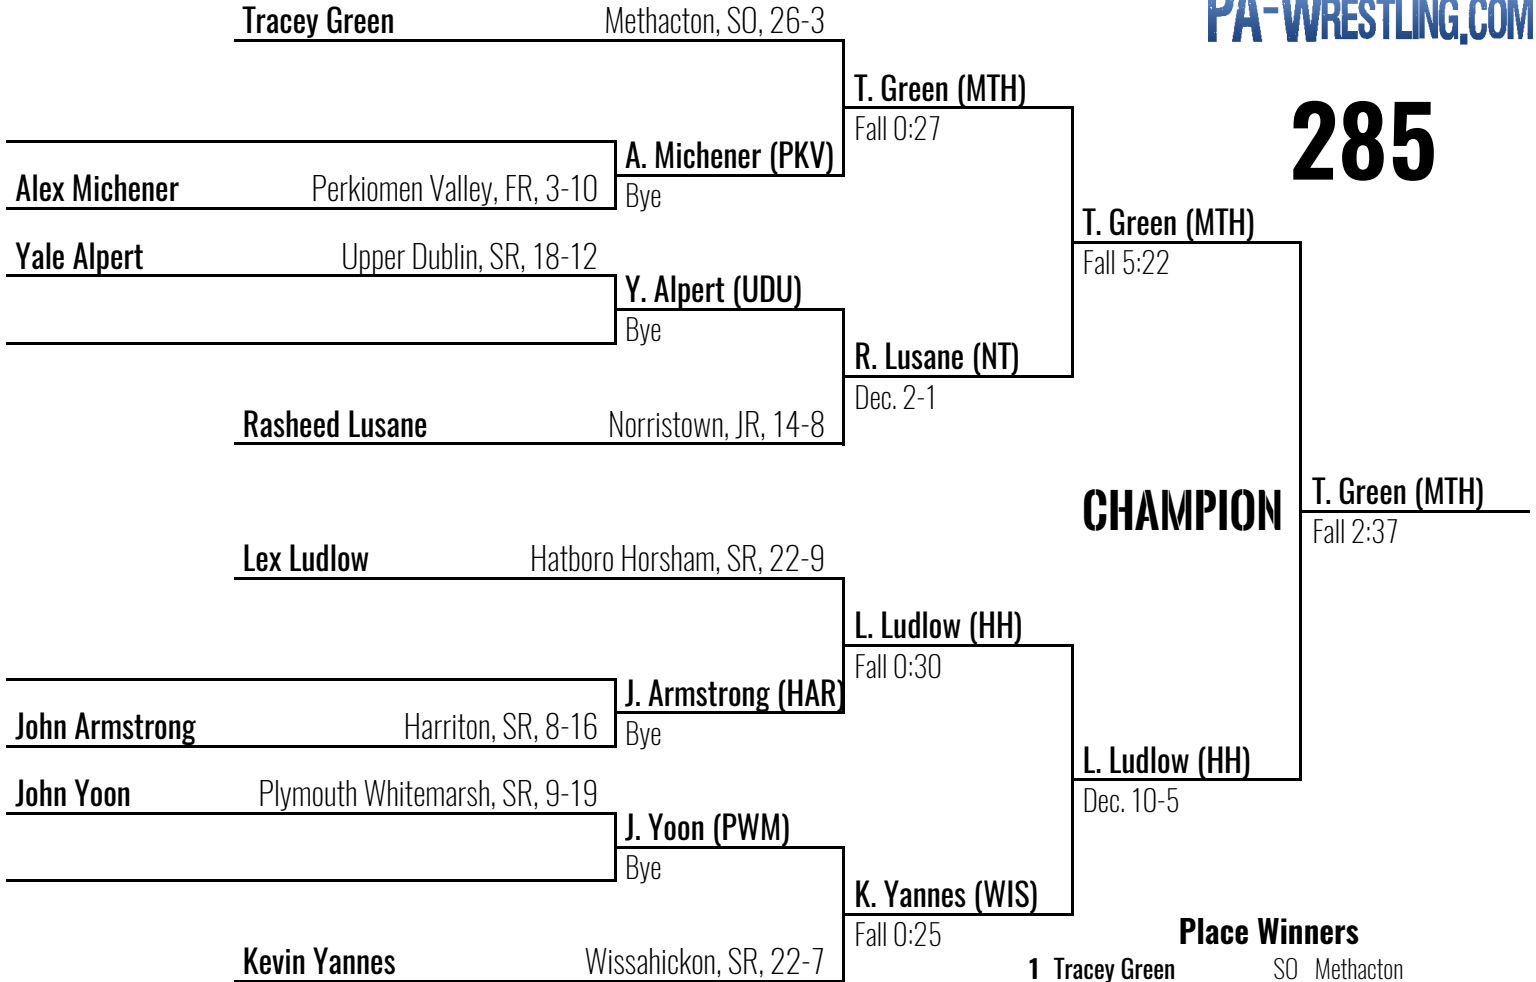 PA-WRESTLING.COM
Tracey Green Methacton, SO, 26-3
T. Green (MTH)
Fall 0:27
285
A. Michener (PKV)
Alex Michener Perkiomen Valley, FR, 3-10
Bye
T. Green (MTH)
Yale Alpert Upper Dublin, SR, 18-12
Fall 5:22
Y. Alpert (UDU)
Bye
R. Lusane (NT)
Dec. 2-1
Rasheed Lusane Norristown, JR, 14-8
CHAMPION
T. Green (MTH)
Fall 2:37
Lex Ludlow Hatboro Horsham, SR, 22-9
L. Ludlow (HH)
Fall 0:30
J. Armstrong (HAR)
John Armstrong Harriton, SR, 8-16
Bye
L. Ludlow (HH)
John Yoon Plymouth Whitemarsh, SR, 9-19
Dec. 10-5
J. Yoon (PWM)
Bye
K. Yannes (WIS)
Fall 0:25
Place Winners
Kevin Yannes Wissahickon, SR, 22-7
1 Tracey Green SO Methacton